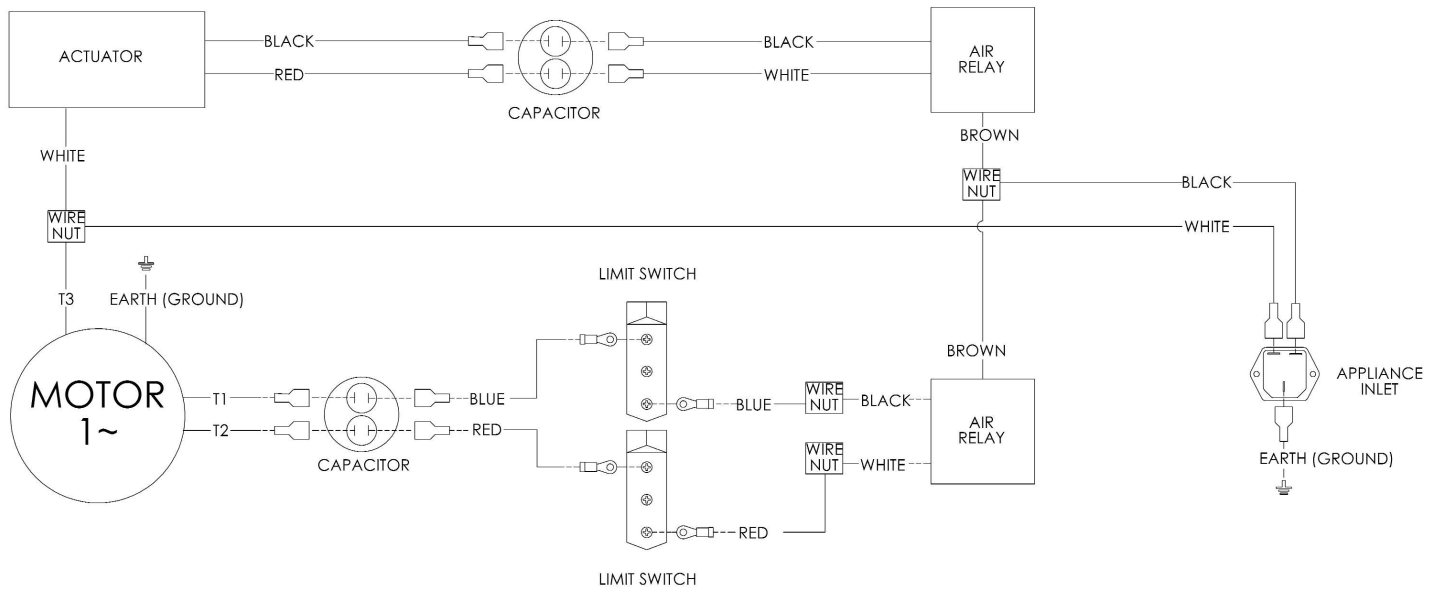 ACTUATOR
BLACK
BLACK
AIR
RELAY
RED
WHITE
CAPACITOR
BROWN
WHITE
WIRE
NUT
BLACK
WIRE
NUT
WHITE
LIMIT SWITCH
T3
EARTH (GROUND)
BROWN
MOTOR
1~
T1
BLUE
BLUE
WIRE
NUT
BLACK
AIR
RELAY
APPLIANCE
INLET
T2
RED
CAPACITOR
WIRE
NUT
WHITE
EARTH (GROUND)
RED
LIMIT SWITCH